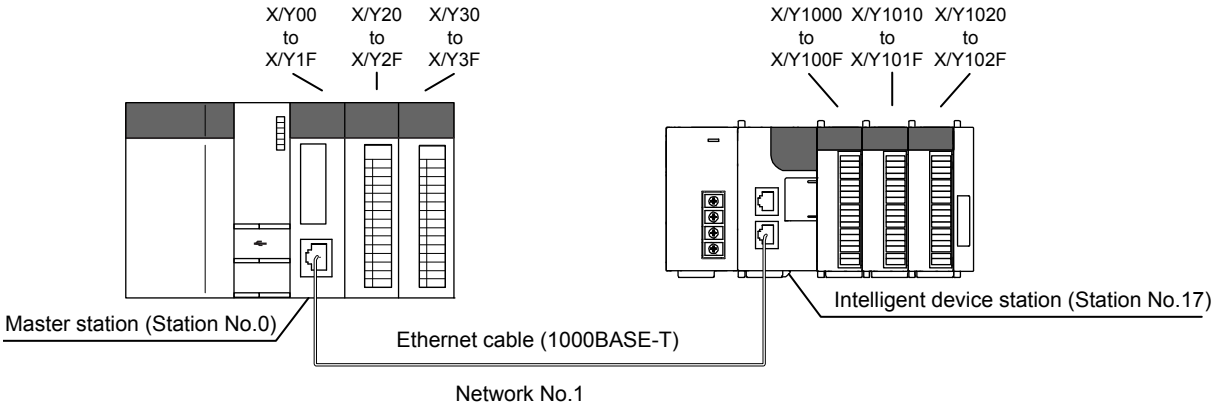 X/Y00 X/Y20 X/Y30
to to to
X/Y1F X/Y2F X/Y3F
X/Y1000 X/Y1010 X/Y1020
to to to
X/Y100F X/Y101F X/Y102F
Master station (Station No.0)
Intelligent device station (Station No.17)
Ethernet cable (1000BASE-T)
Network No.1